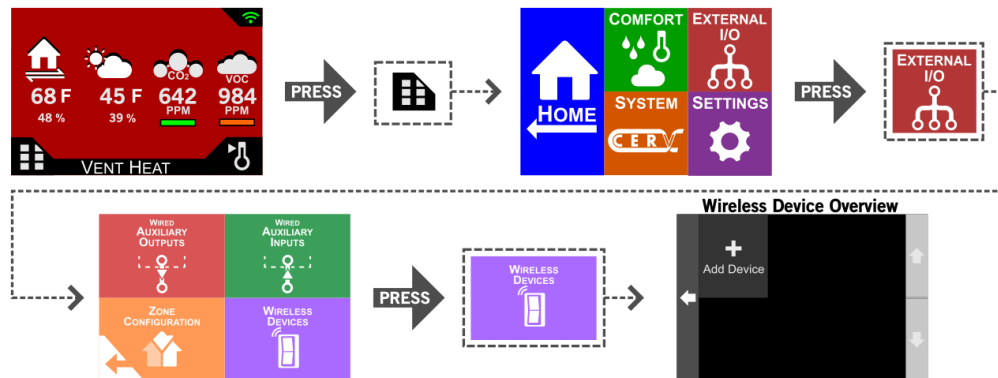 68 F
48 %
45 F
39 %
CO2
642
PPM
VOC
984
PPM
VENT HEAT
PRESS
HOME
COMFORT
EXTERNAL
I/O
SYSTEM
CERV
SETTINGS
PRESS
EXTERNAL
I/O
WIRED
AUXILIARY
OUTPUTS
WIRED
AUXILIARY
INPUTS
ZONE
CONFIGURATION
WIRELESS
DEVICES
PRESS
WIRELESS
DEVICES
Wireless Device Overview
+
Add Device